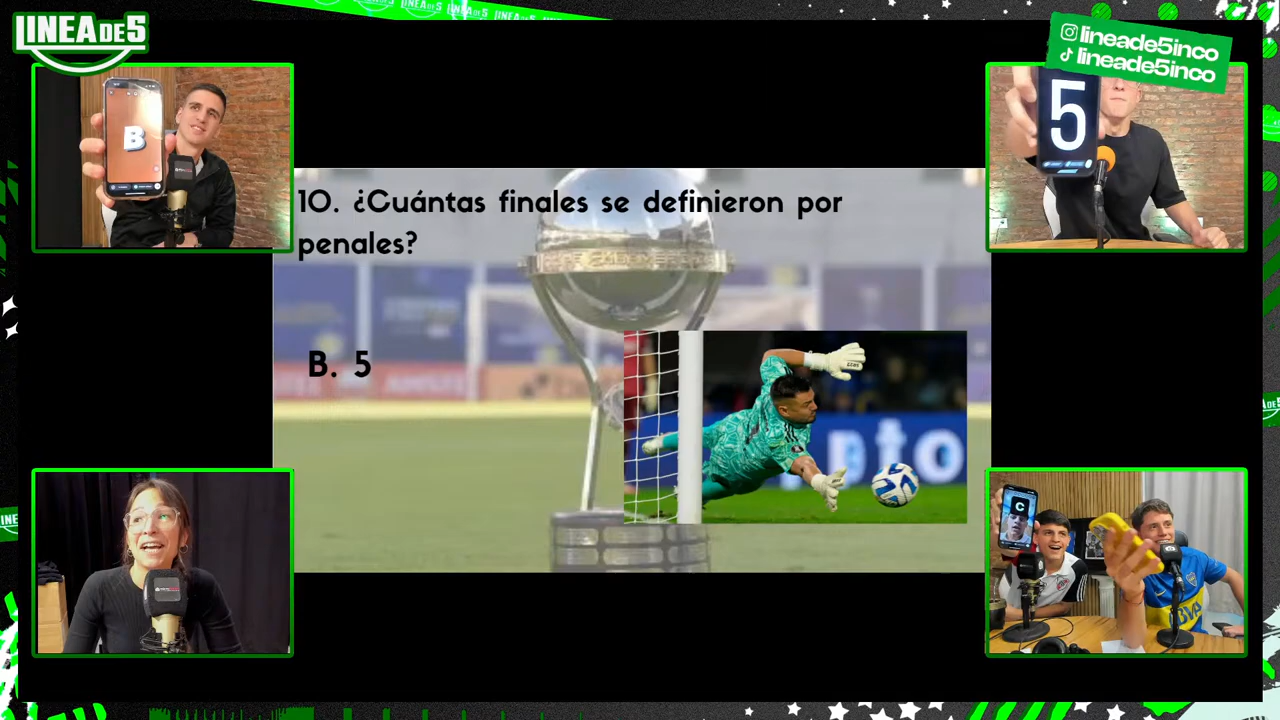 LINEA DE 5
lineade5inco
lineade5inco
B
5
10. ¿Cuántas finales se definieron por
penales?
B. 5
C